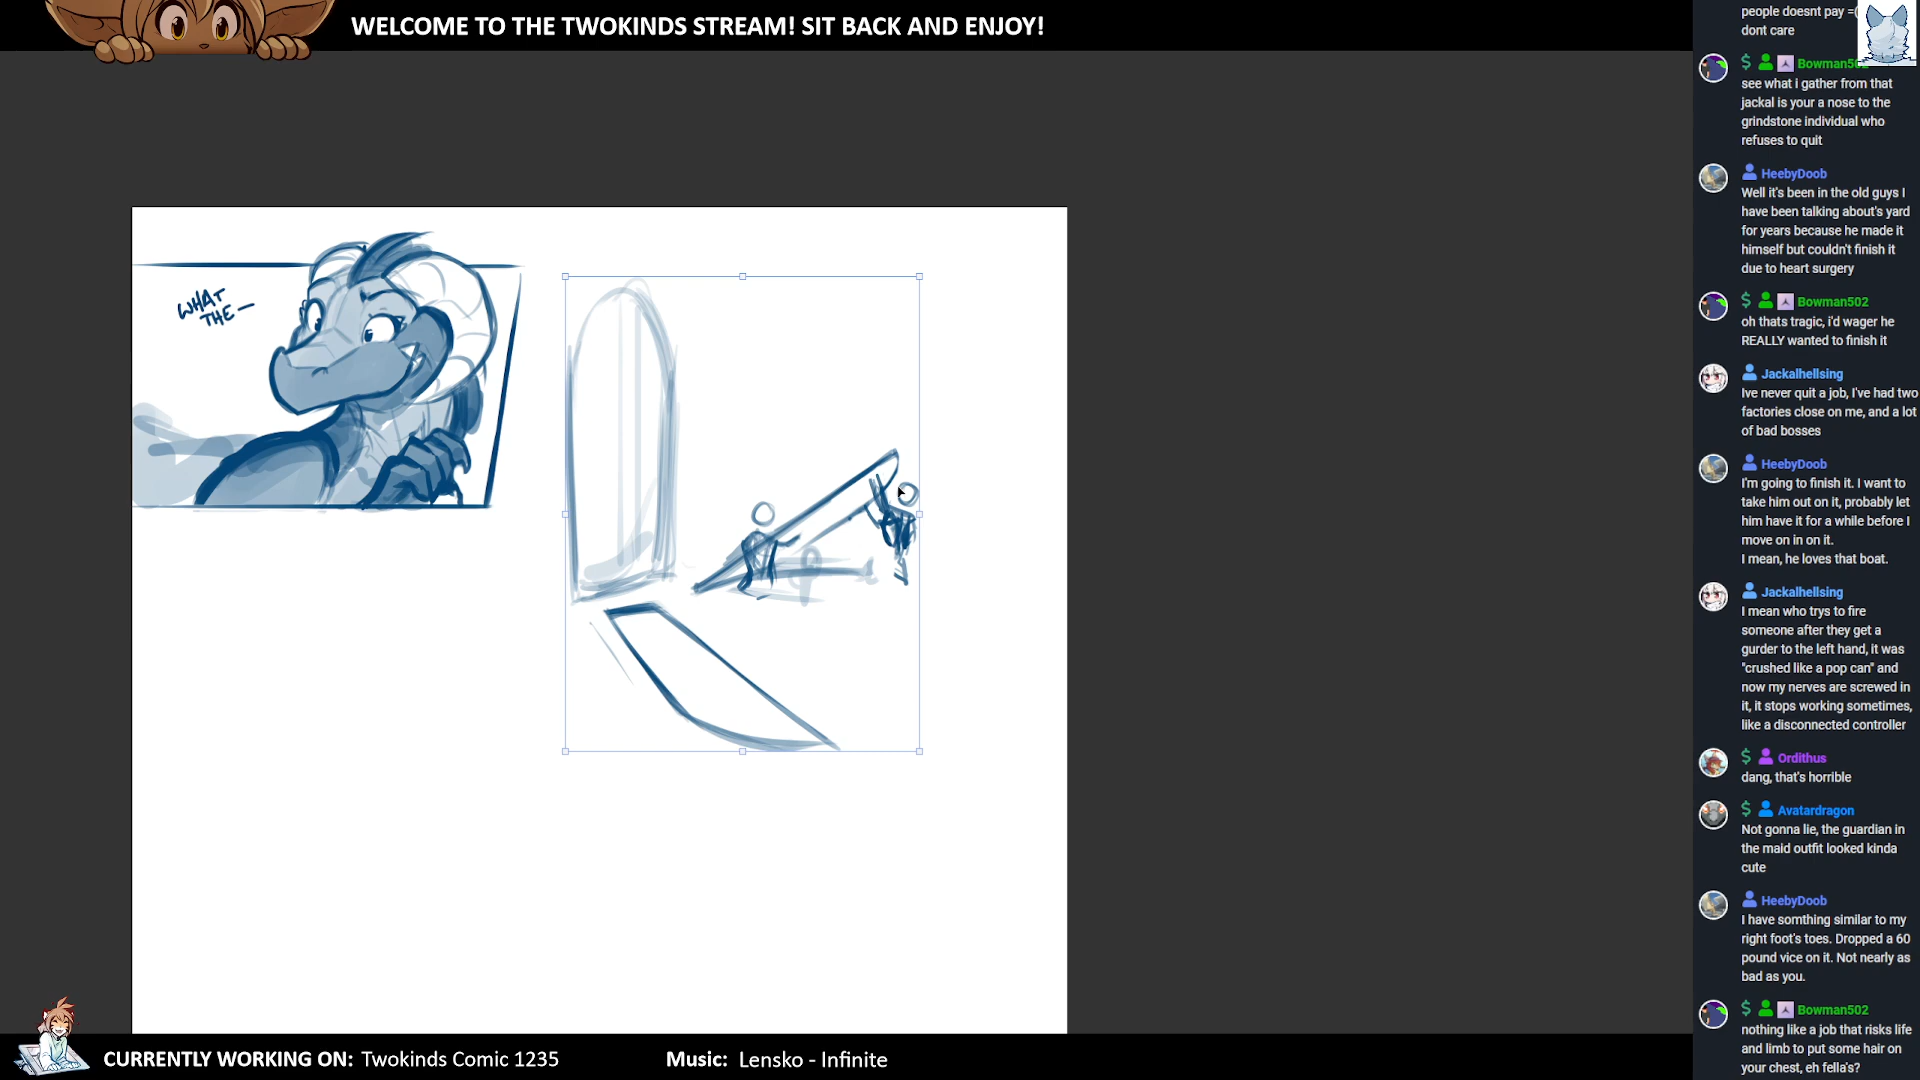 WELCOME TO THE TWOKINDS STREAM! SIT BACK AND ENJOY!
WHAT
THE—
people doesnt pay =(
dont care
Bowman502
see what i gather from that
jackal is your a nose to the
grindstone individual who
refuses to quit
HeebyDoob
Well it's been in the old guys I
have been talking about's yard
for years because he made it
himself but couldn't finish it
due to heart surgery
Bowman502
oh thats tragic, i'd wager he
REALLY wanted to finish it
Jackalhellsing
Ive never quit a job, I've had two
factories close on me, and a lot
of bad bosses
HeebyDoob
I'm going to finish it. I want to
take him out on it, probably let
him have it for a while before I
move on in on it.
I mean, he loves that boat.
Jackalhellsing
I mean who trys to fire
someone after they get a
gurder to the left hand, it was
"crushed like a pop can" and
now my nerves are screwed in
it, it stops working sometimes,
like a disconnected controller
Ordithus
dang, that's horrible
Avatardragon
Not gonna lie, the guardian in
the maid outfit looked kinda
cute
HeebyDoob
I have somthing similar to my
right foot's toes. Dropped a 60
pound vice on it. Not nearly as
bad as you.
Bowman502
nothing like a job that risks life
and limb to put some hair on
your chest, eh fella's?
CURRENTLY WORKING ON: Twokinds Comic 1235
Music: Lensko - Infinite